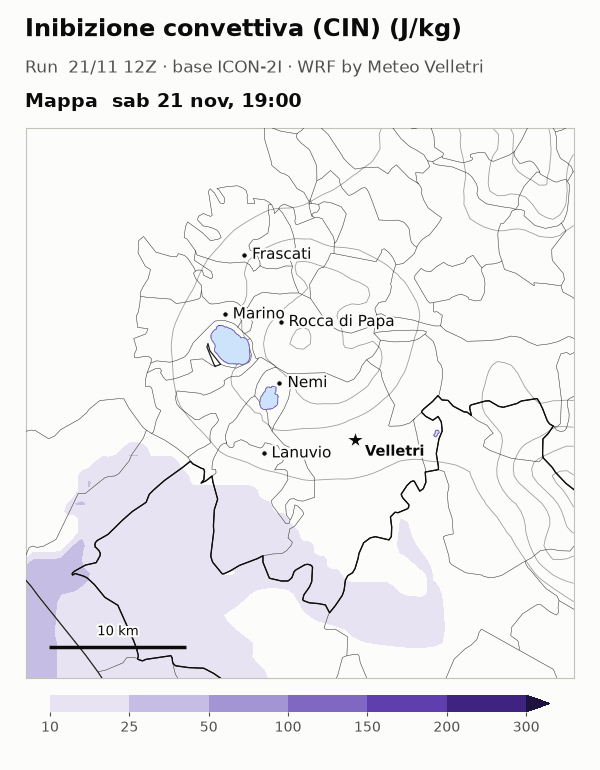 Inibizione convettiva (CIN) (J/kg)
Run  21/11 12Z · base ICON-2I · WRF by Meteo Velletri
Mappa  sab 21 nov, 19:00
Frascati
Marino
Rocca di Papa
Nemi
Velletri
Lanuvio
10 km
10 25 50 100 150 200 300